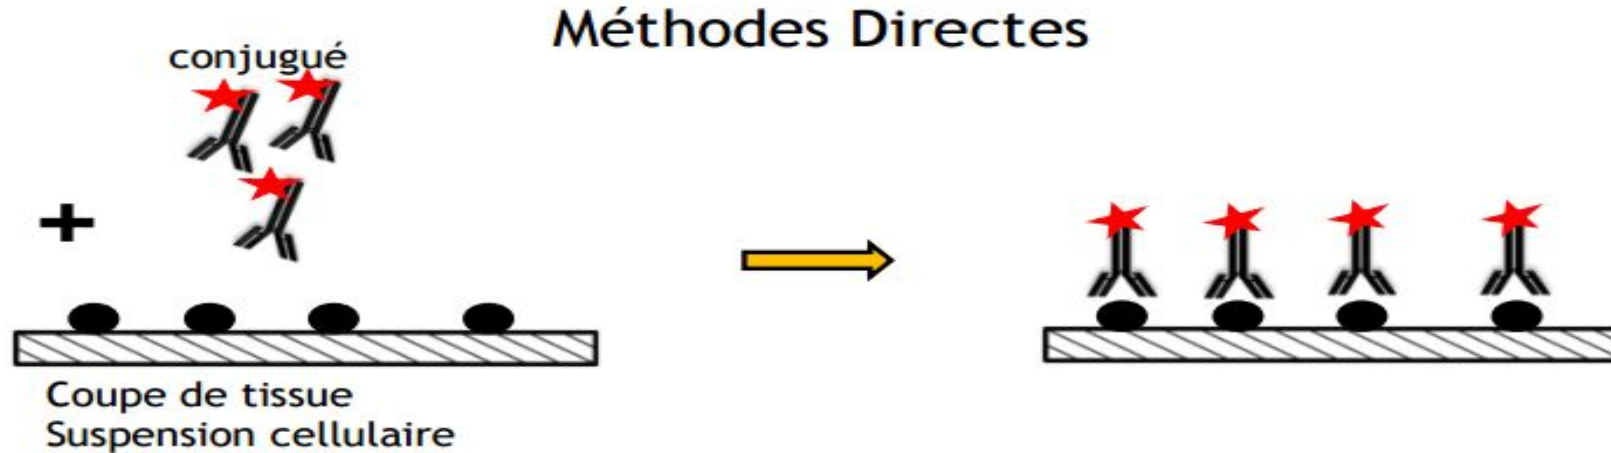 Méthodes Directes
conjugué
+
Coupe de tissue
Suspension cellulaire